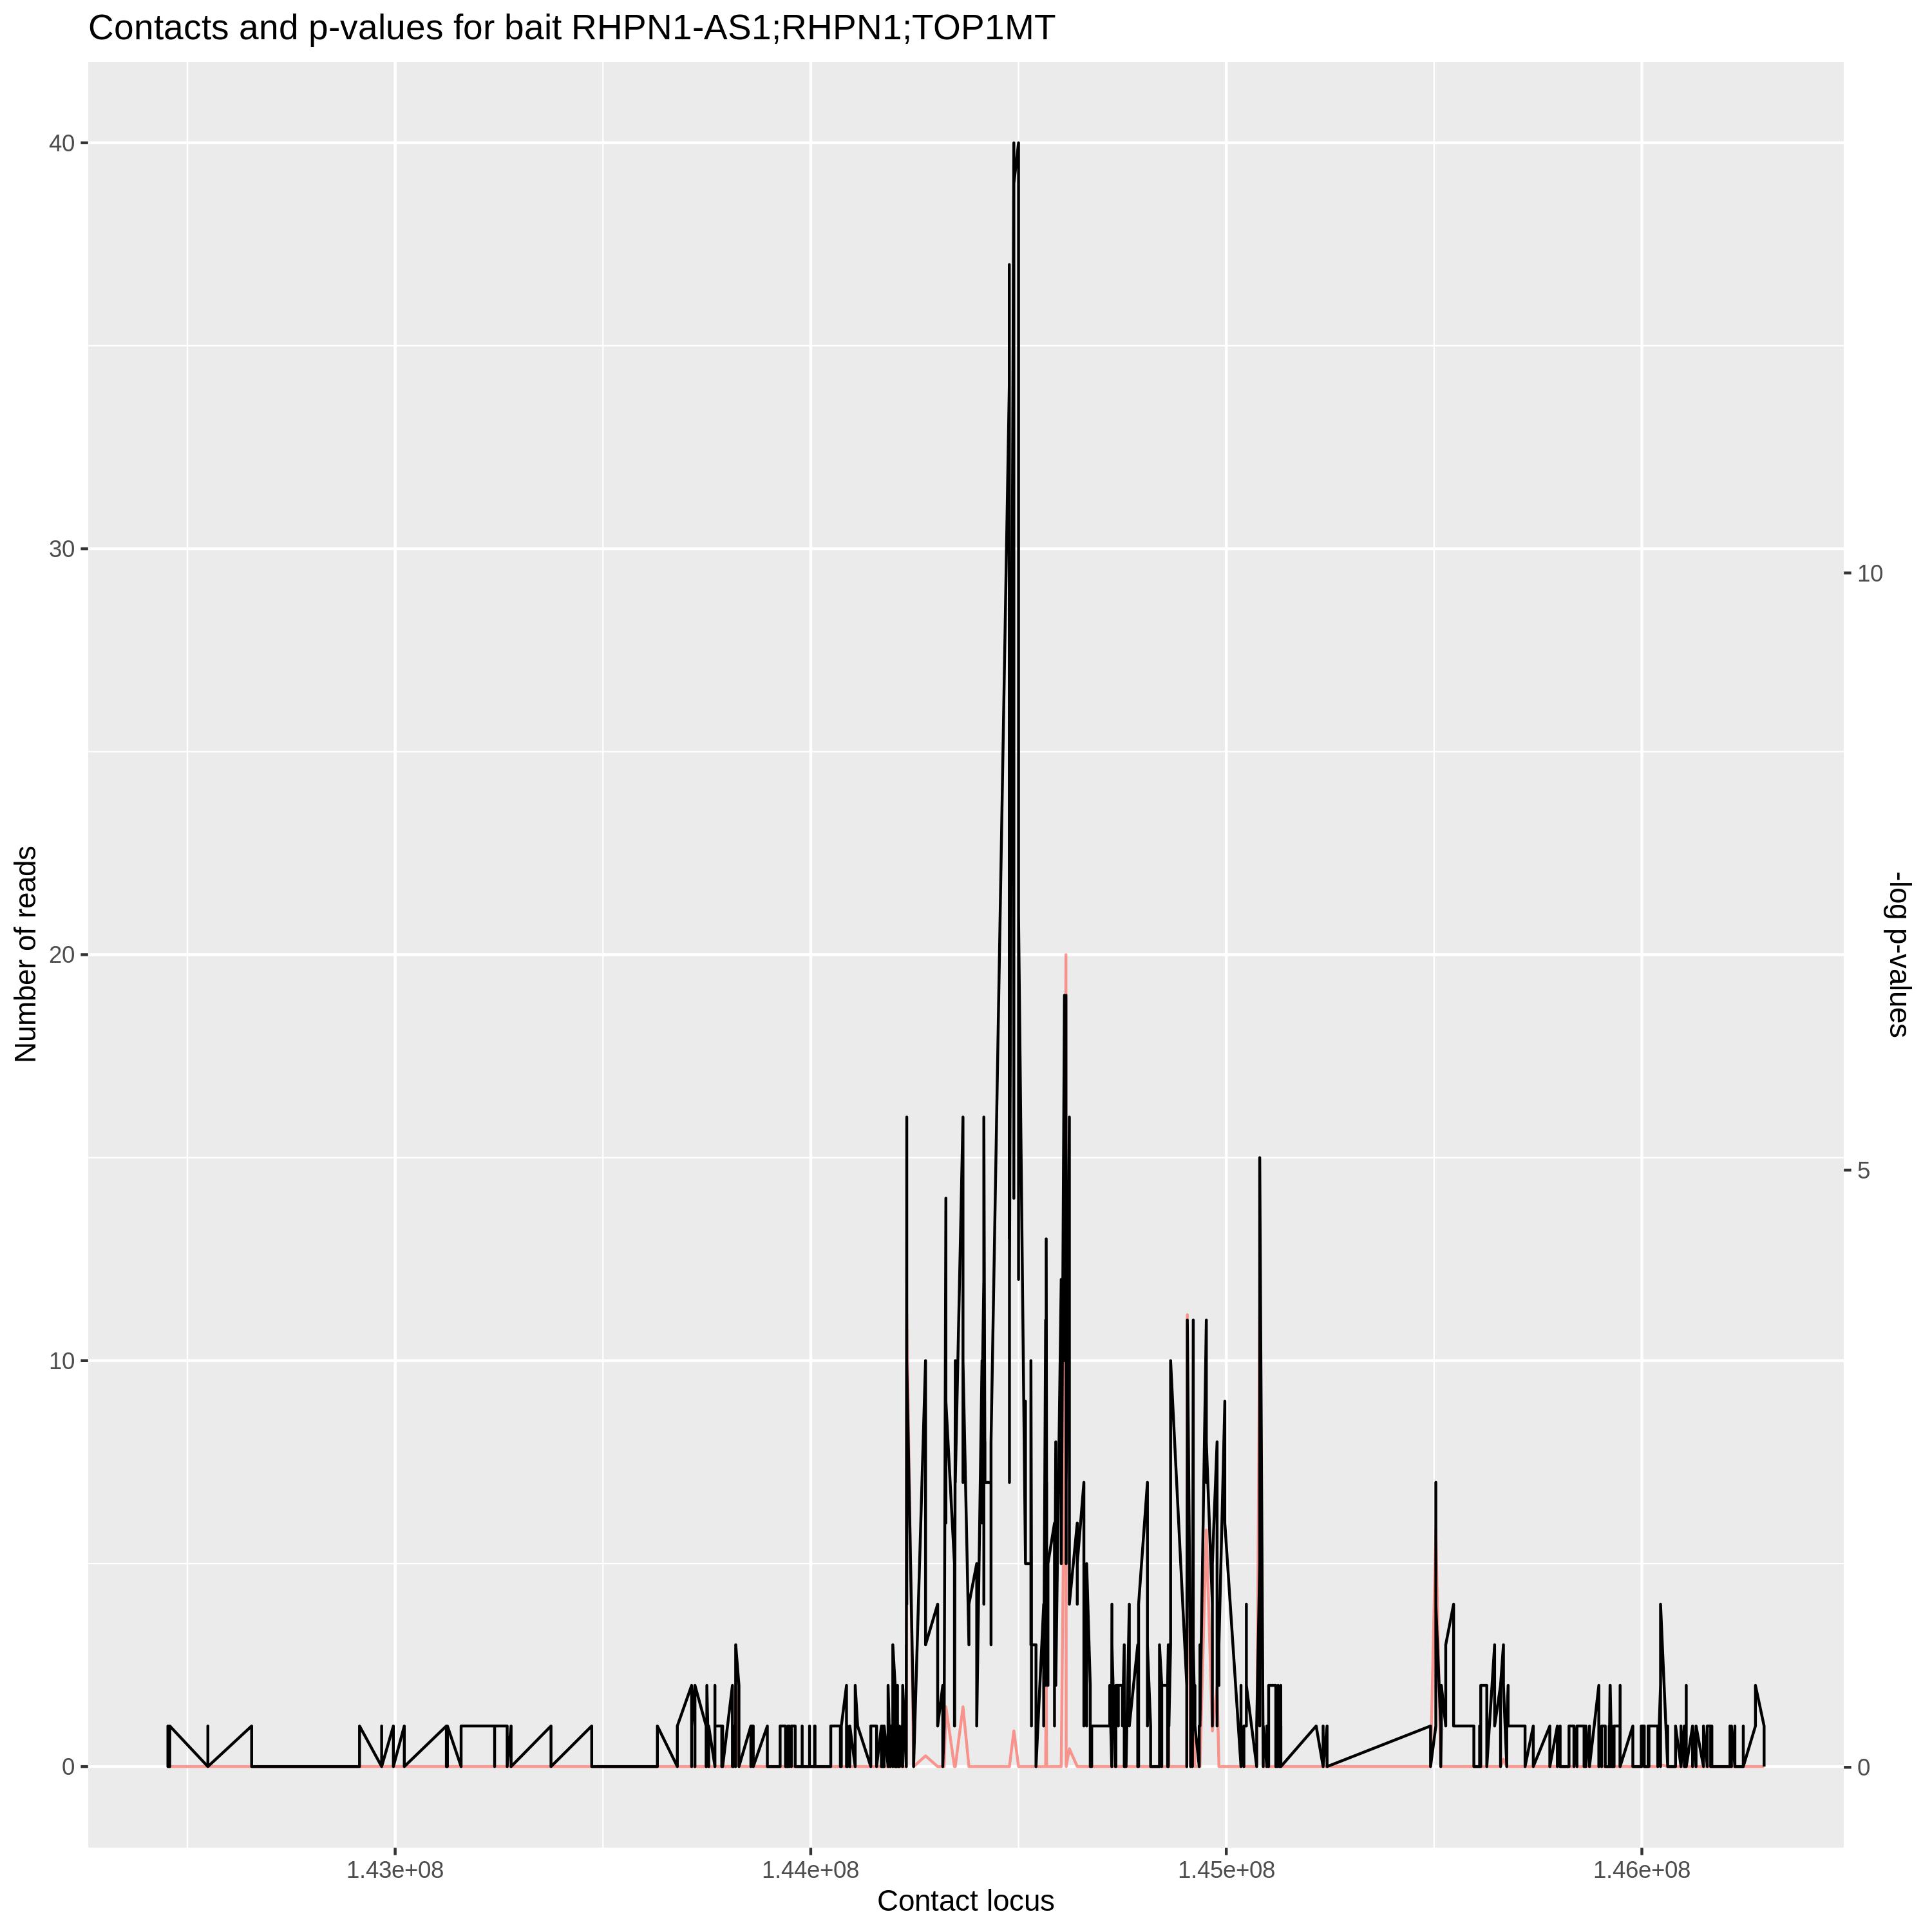 Contacts and p-values for bait RHPN1-AS1;RHPN1;TOP1MT
40
30
20
10
0
Number of reads
10
5
0
-log p-values
1.43e+08
1.44e+08
1.45e+08
1.46e+08
Contact locus